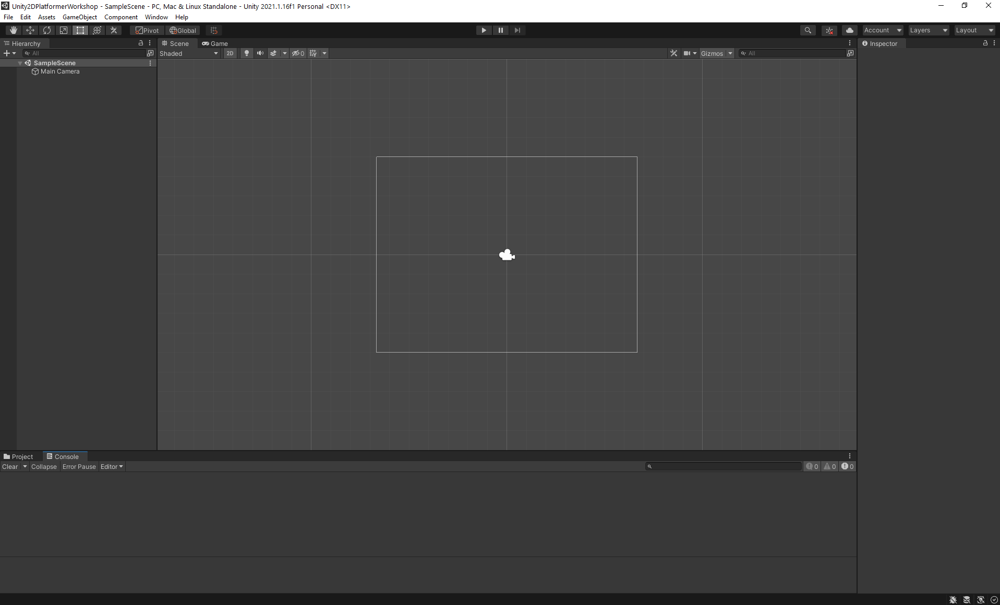 Unity2DPlatformerWorkshop - SampleScene - PC, Mac & Linux Standalone - Unity 2021.1.16f1 Personal <DX11>
File Edit Assets GameObject Component Window Help
Pivot Global Account Layers Layout
Hierarchy
All
SampleScene
Main Camera
Scene Game
Shaded 2D 0 Gizmos All
Inspector
Project Console
Clear Collapse Error Pause Editor 0 0 0